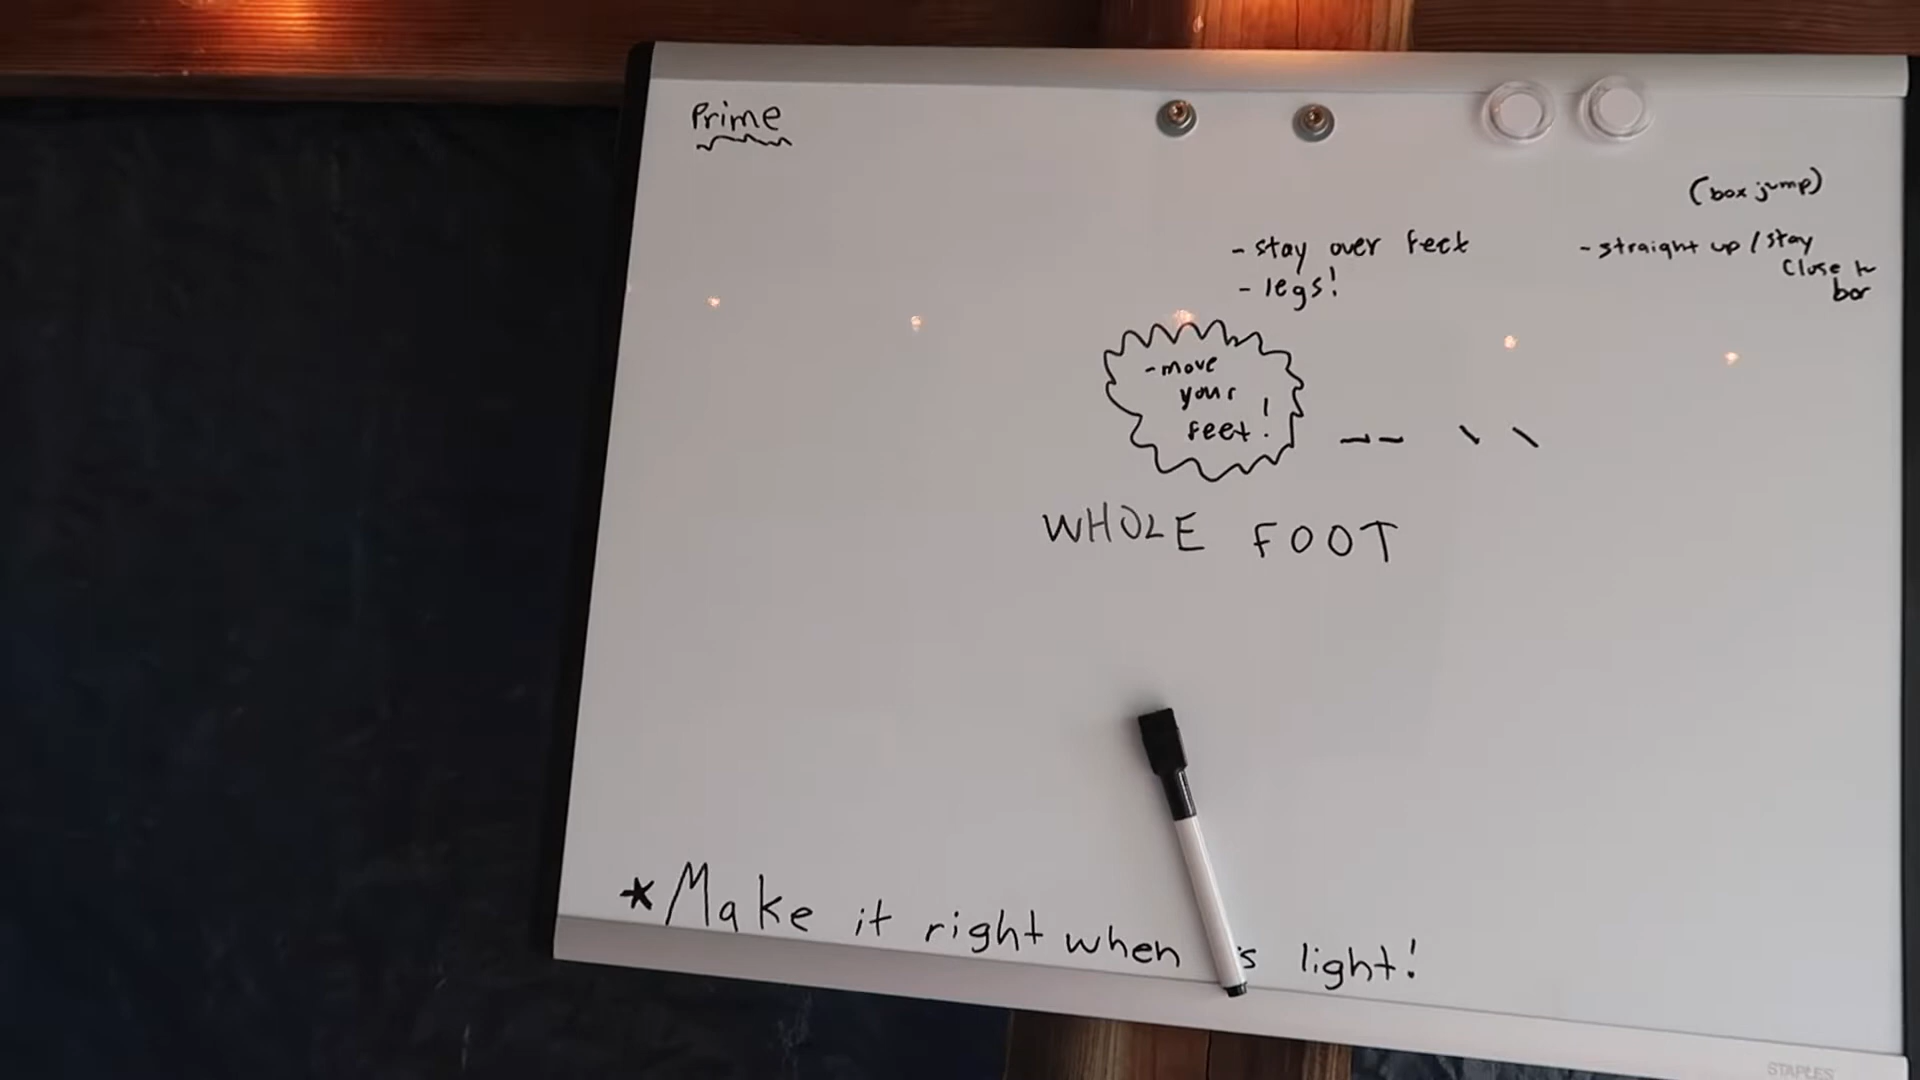 Prime
(box jump)
- stay over feet
- legs!
- straight up / stay
close to
bar
- move
your
feet!
WHOLE FOOT
*Make it right when s light!
STAPLES